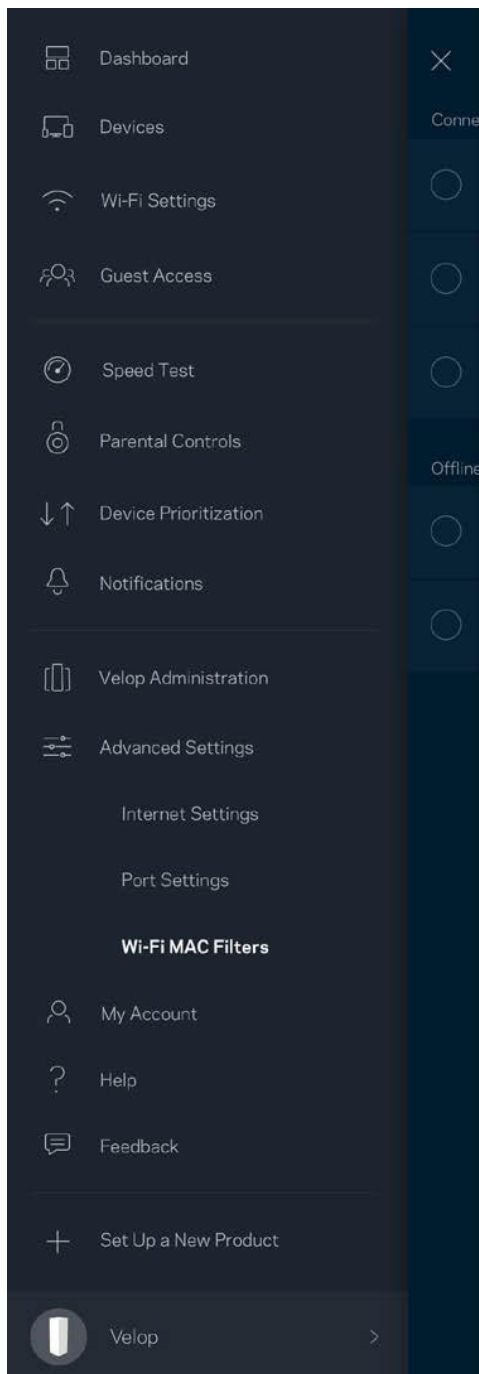 Dashboard
Devices
Conne
Wi-Fi Settings
Guest Access
Speed Test
Parental Controls
Offline
Device Prioritization
Notifications
Velop Administration
Advanced Settings
Internet Settings
Port Settings
Wi-Fi MAC Filters
My Account
Help
Feedback
Set Up a New Product
Velop